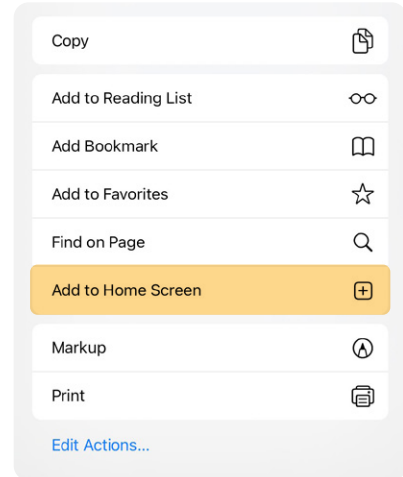 Copy
Add to Reading List
Add Bookmark
Add to Favorites
Find on Page
Add to Home Screen
Markup
Print
Edit Actions...